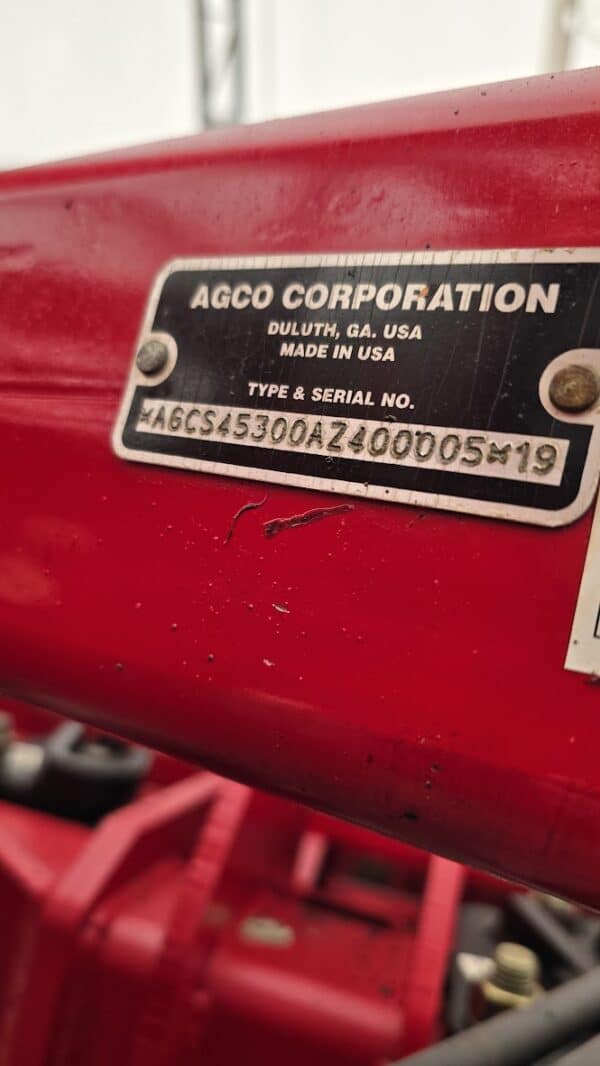 AGCO CORPORATION
DULUTH, GA. USA
MADE IN USA
TYPE & SERIAL NO.
*AGCS45300AZ400005*19